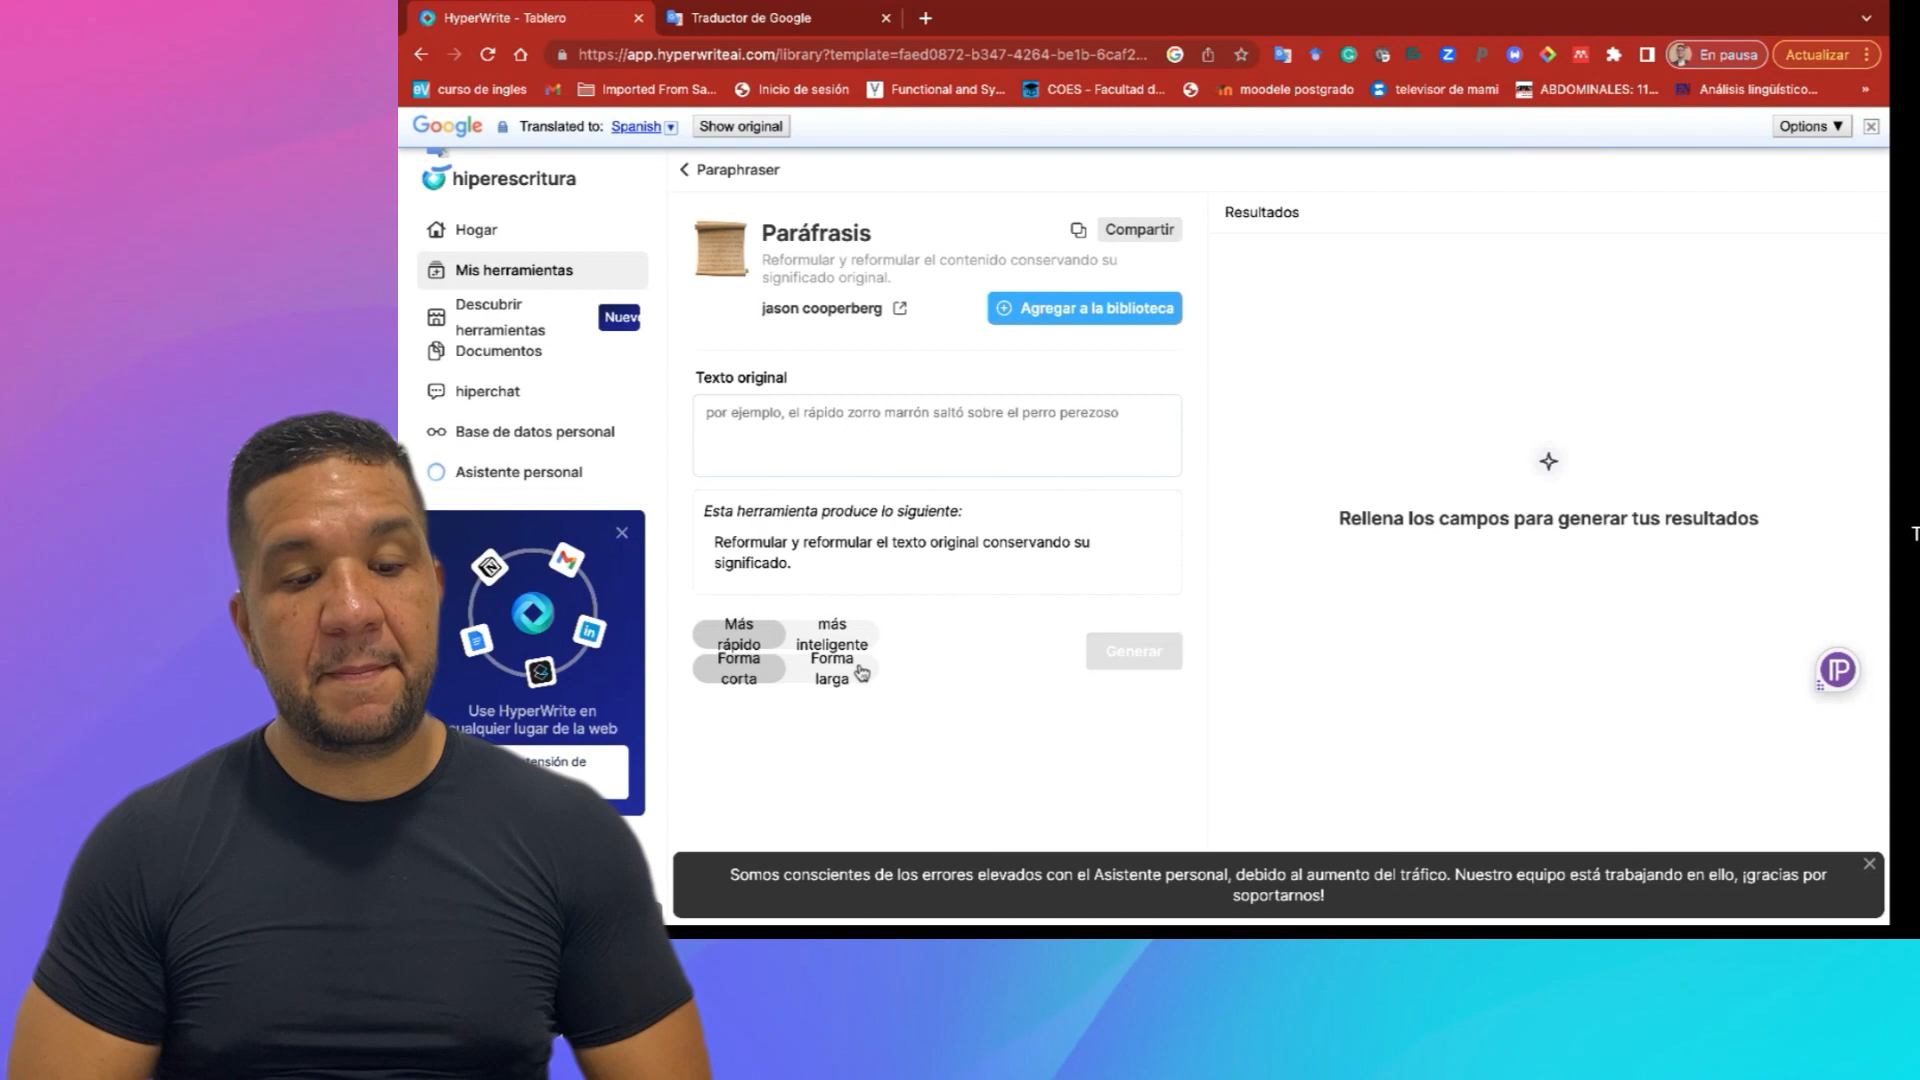 HyperWrite - Tablero
Traductor de Google
https://app.hyperwriteai.com/library?template=faed0872-b347-4264-be1b-6caf2...
En pausa
Actualizar
curso de ingles
Imported From Sa...
Inicio de sesión
Functional and Sy...
COES - Facultad d...
moodele postgrado
televisor de mami
ABDOMINALES: 11...
Análisis lingüístico...
Google
Translated to: Spanish
Show original
Options ▼
hiperescritura
Hogar
Mis herramientas
Descubrir
herramientas
Documentos
hiperchat
Base de datos personal
Asistente personal
Use HyperWrite en
cualquier lugar de la web
Paraphraser
Paráfrasis
Compartir
Reformular y reformular el contenido conservando su
significado original.
jason cooperberg
Agregar a la biblioteca
Texto original
por ejemplo, el rápido zorro marrón saltó sobre el perro perezoso
Esta herramienta produce lo siguiente:
Reformular y reformular el texto original conservando su
significado.
Más
rápido
más
inteligente
Forma
corta
Forma
larga
Generar
Resultados
Rellena los campos para generar tus resultados
Somos conscientes de los errores elevados con el Asistente personal, debido al aumento del tráfico. Nuestro equipo está trabajando en ello, ¡gracias por
soportarnos!